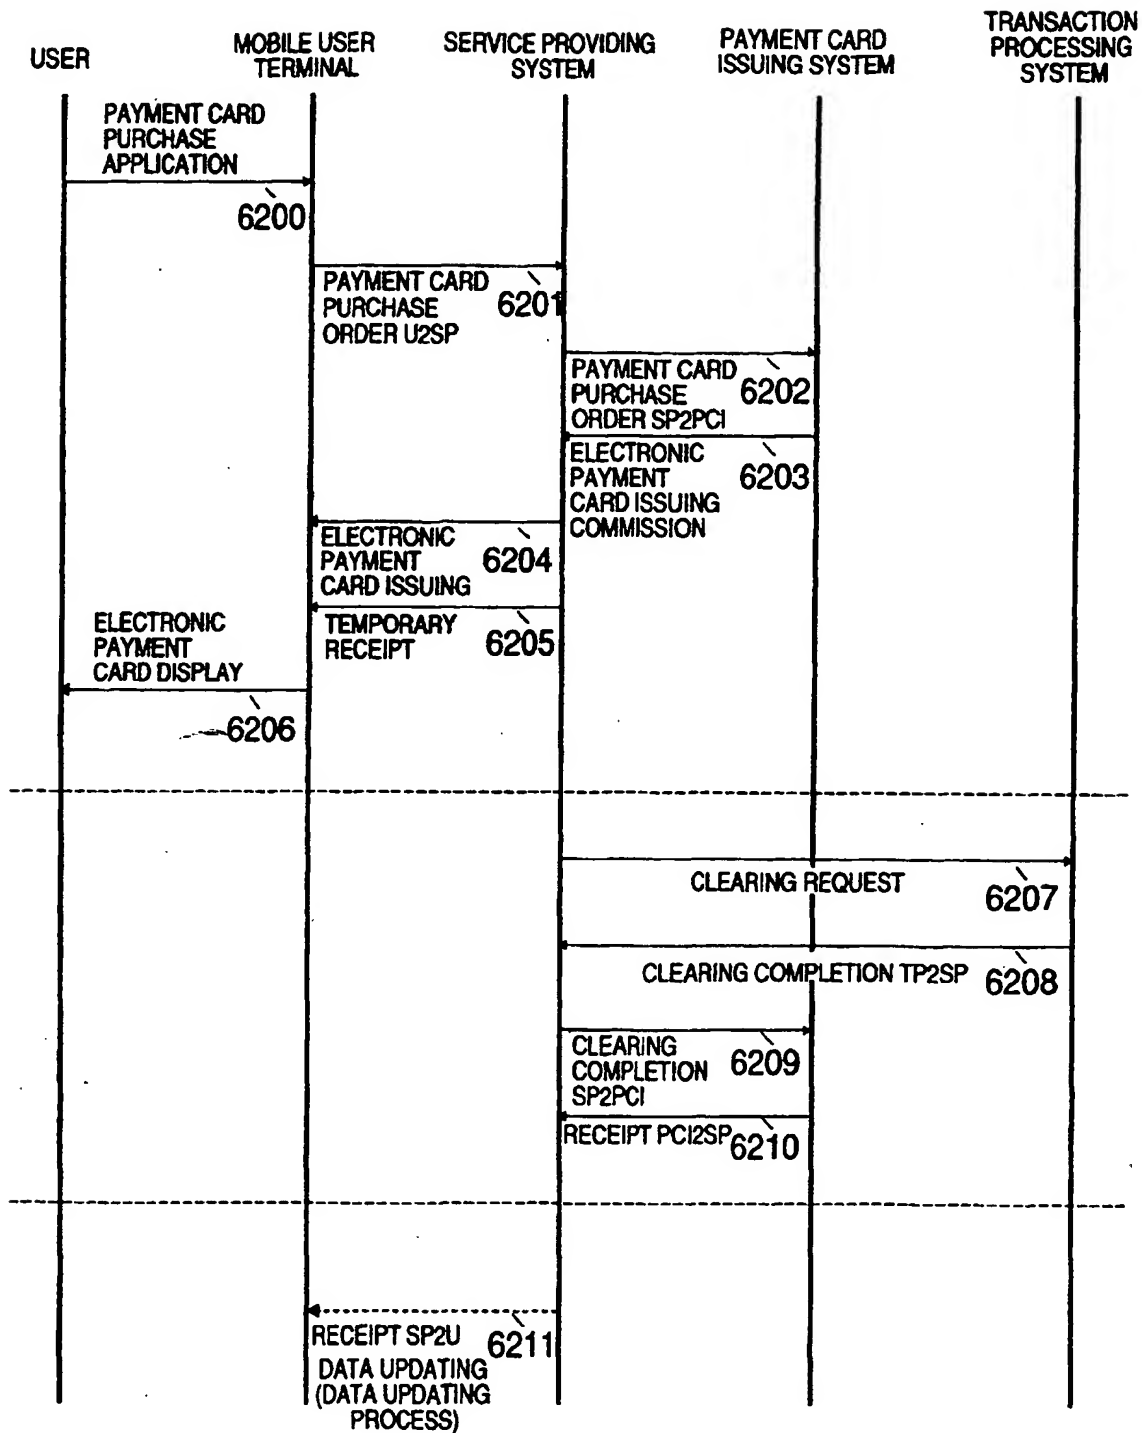 USER
MOBILE USER
TERMINAL
SERVICE PROVIDING
SYSTEM
PAYMENT CARD
ISSUING SYSTEM
TRANSACTION
PROCESSING
SYSTEM
PAYMENT CARD
PURCHASE
APPLICATION
6200
PAYMENT CARD
PURCHASE
ORDER U2SP
6201
PAYMENT CARD
PURCHASE
ORDER SP2PCI
6202
ELECTRONIC
PAYMENT
CARD ISSUING
COMMISSION
6203
ELECTRONIC
PAYMENT
CARD ISSUING
6204
TEMPORARY
RECEIPT
6205
ELECTRONIC
PAYMENT
CARD DISPLAY
6206
CLEARING REQUEST
6207
CLEARING COMPLETION TP2SP
6208
CLEARING
COMPLETION
SP2PCI
6209
RECEIPT PCI2SP
6210
RECEIPT SP2U
6211
DATA UPDATING
(DATA UPDATING
PROCESS)